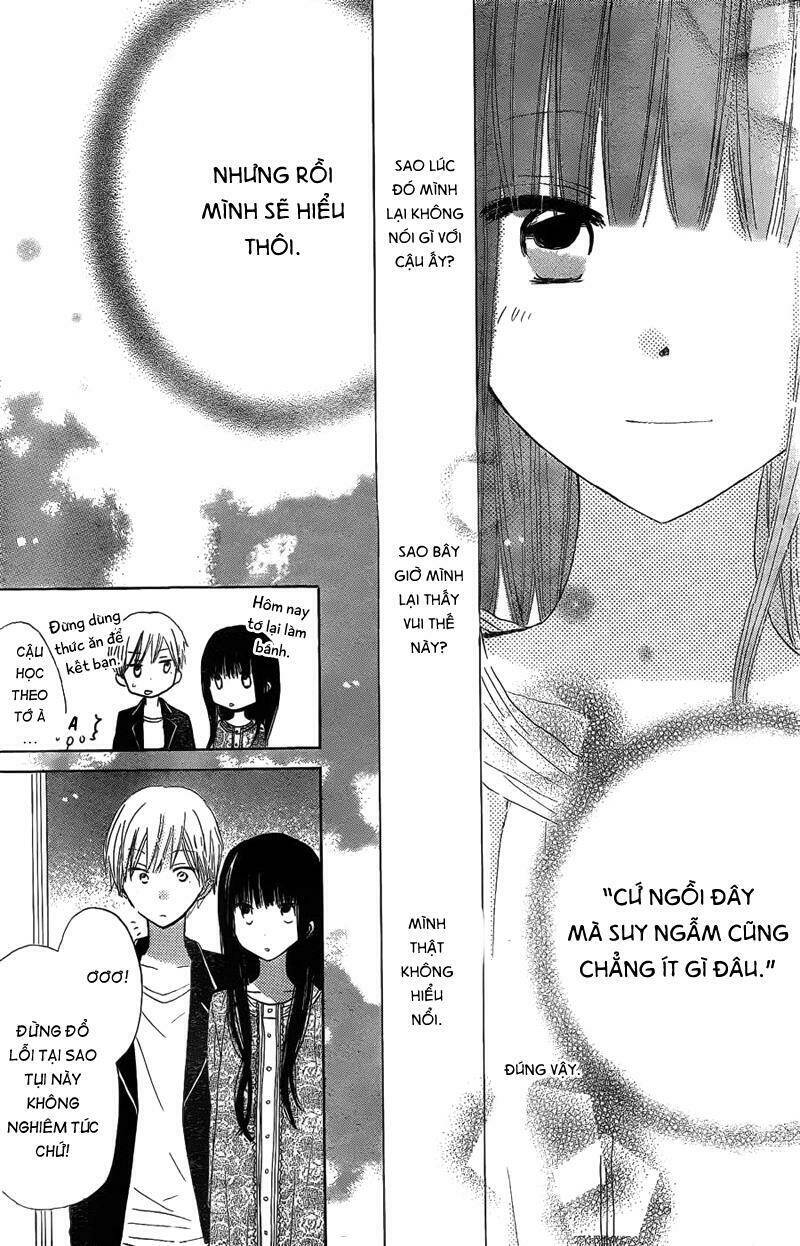 SAO LÚC
ĐÓ MÌNH
LẠI KHÔNG
NÓI GÌ VỚI
CẬU ẤY?
SAO BÂY
GIỜ MÌNH
LẠI THẤY
VUI THẾ
NÀY?
MÌNH
THẬT
KHÔNG
HIỂU
NỔI.
“CỨ NGỒI ĐÂY
MÀ SUY NGẪM CŨNG
CHẲNG ÍT GÌ ĐÂU.”
ĐÚNG VẬY.
NHƯNG RỒI
MÌNH SẼ HIỂU
THÔI.
Hôm nay
tớ lại làm
bánh.
Đừng dùng
thức ăn để
kết bạn.
CẬU
HỌC
THEO
TỚ À
...
ƠƠƠ!
ĐỪNG ĐỔ
LỖI TẠI SAO
TỤI NÀY
KHÔNG
NGHIÊM TÚC
CHỨ!